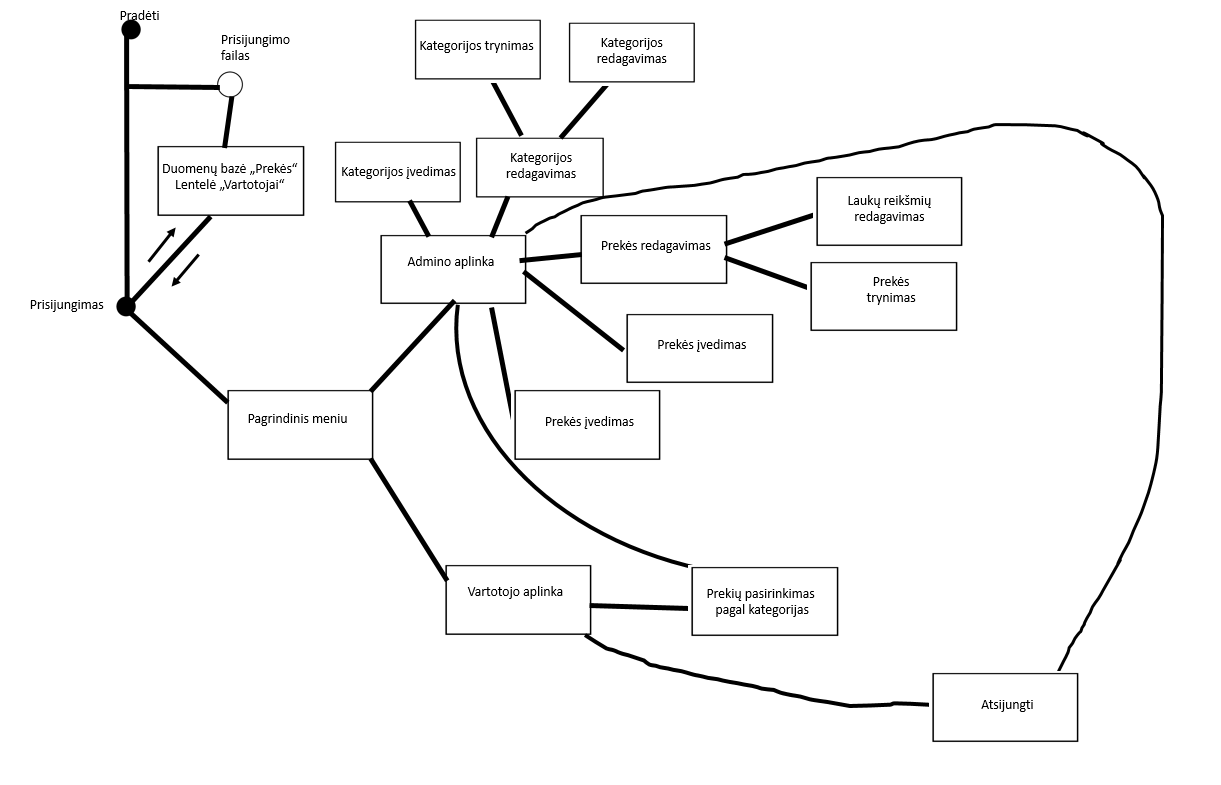 Pradėti
Prisijungimo
failas
Kategorijos trynimas
Kategorijos
redagavimas
Duomenų bazė „Prekės“
Lentelė „Vartotojai“
Kategorijos įvedimas
Kategorijos
redagavimas
Laukų reikšmių
redagavimas
Admino aplinka
Prekės redagavimas
Prekės
trynimas
Prisijungimas
Prekės įvedimas
Pagrindinis meniu
Prekės įvedimas
Vartotojo aplinka
Prekių pasirinkimas
pagal kategorijas
Atsijungti